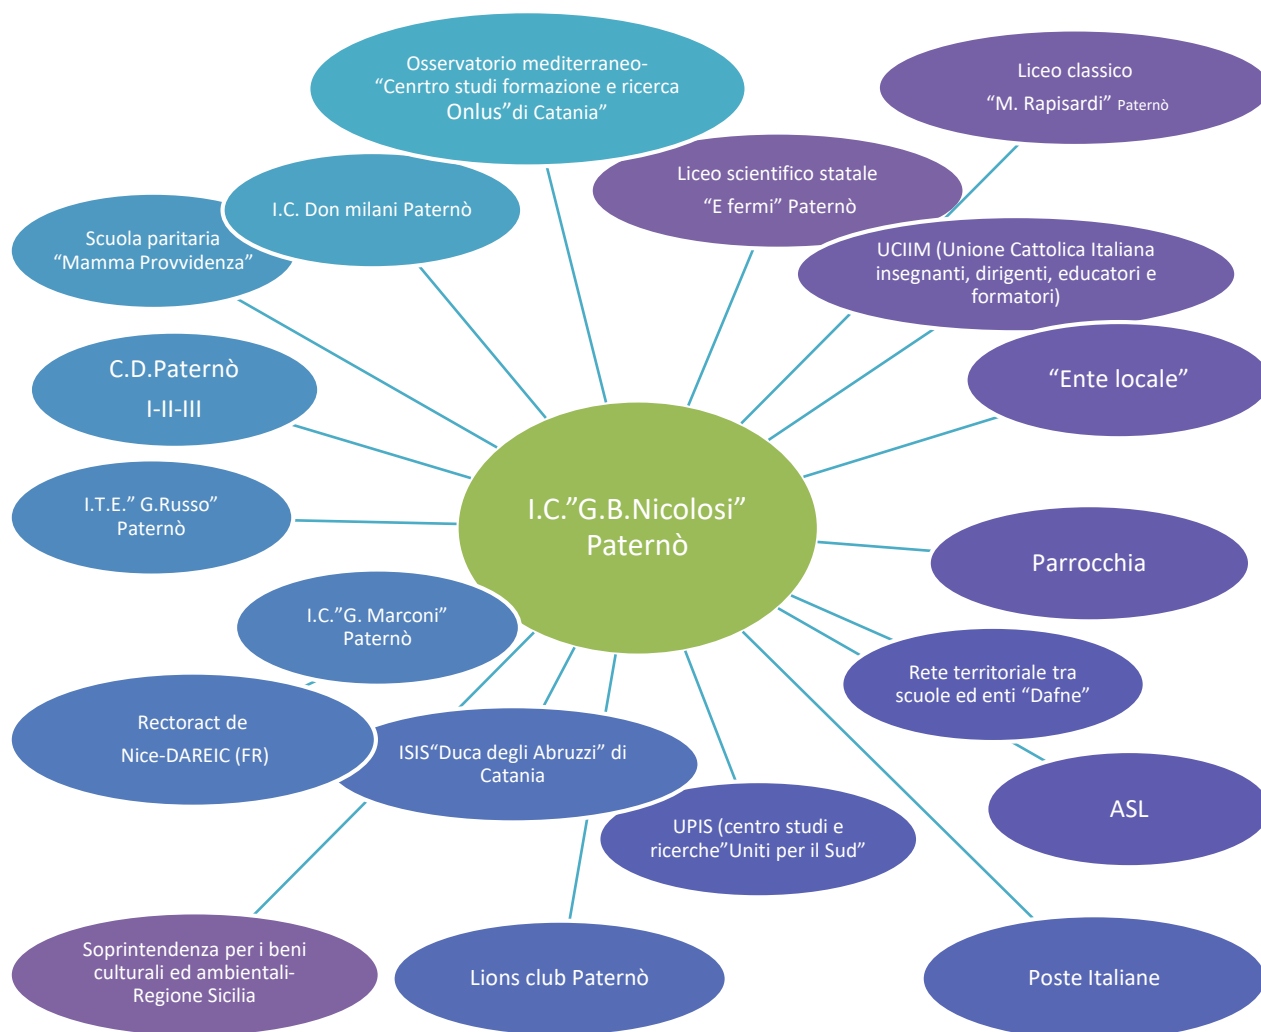 Osservatorio mediterraneo-
“Cenrtro studi formazione e ricerca
Onlus”di Catania”
Liceo classico
“M. Rapisardi” Paternò
Liceo scientifico statale
“E fermi” Paternò
I.C. Don milani Paternò
Scuola paritaria
“Mamma Provvidenza”
UCIIM (Unione Cattolica Italiana
insegnanti, dirigenti, educatori e
formatori)
C.D.Paternò
I-II-III
“Ente locale”
I.T.E.” G.Russo”
Paternò
I.C.”G.B.Nicolosi”
Paternò
Parrocchia
I.C.”G. Marconi”
Paternò
Rete territoriale tra
scuole ed enti “Dafne”
Rectoract de
Nice-DAREIC (FR)
ISIS“Duca degli Abruzzi” di
Catania
ASL
UPIS (centro studi e
ricerche”Uniti per il Sud”
Soprintendenza per i beni
culturali ed ambientali-
Regione Sicilia
Lions club Paternò
Poste Italiane